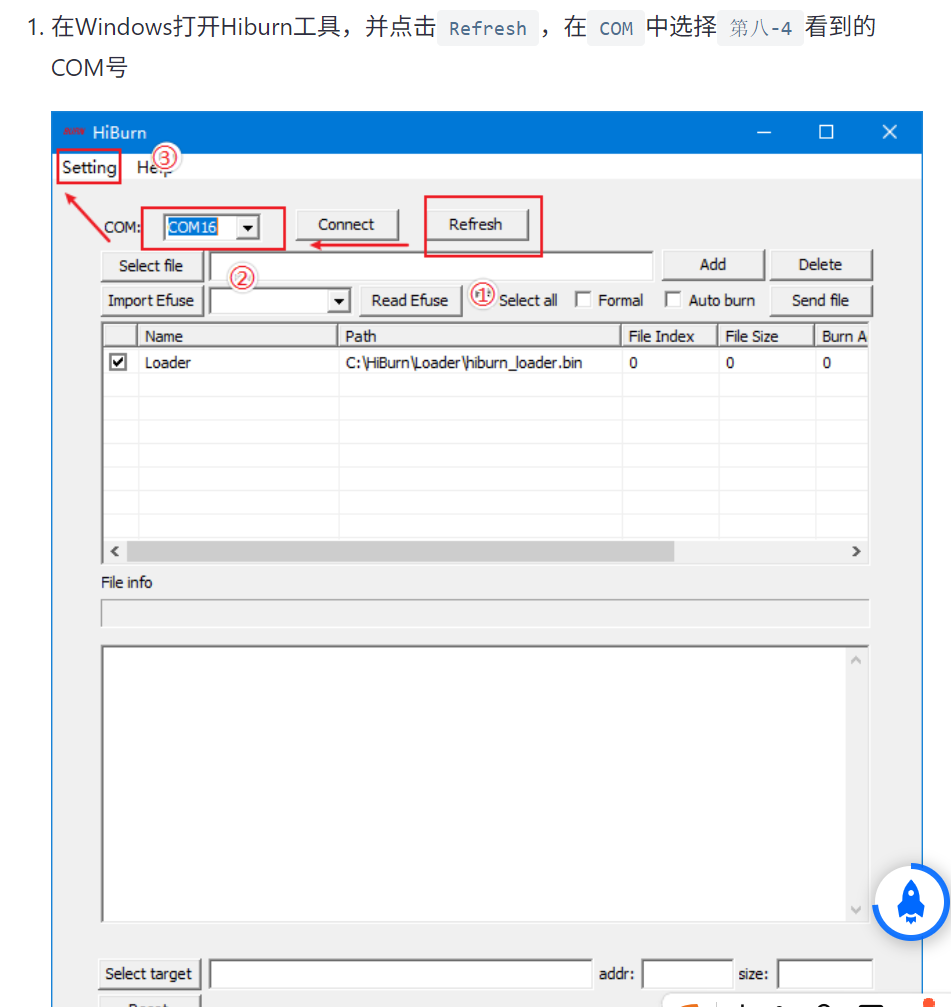 1. 在Windows打开Hiburn工具，并点击 Refresh ，在 COM 中选择 第八-4 看到的
COM号
HiBurn
Setting
③
COM: COM16 Connect Refresh
Select file Add Delete
②
Import Efuse Read Efuse ① Select all Formal Auto burn Send file
Name Path File Index File Size Burn A
Loader C:\HiBurn\Loader\hiburn_loader.bin 0 0 0
File info
Select target addr: size: